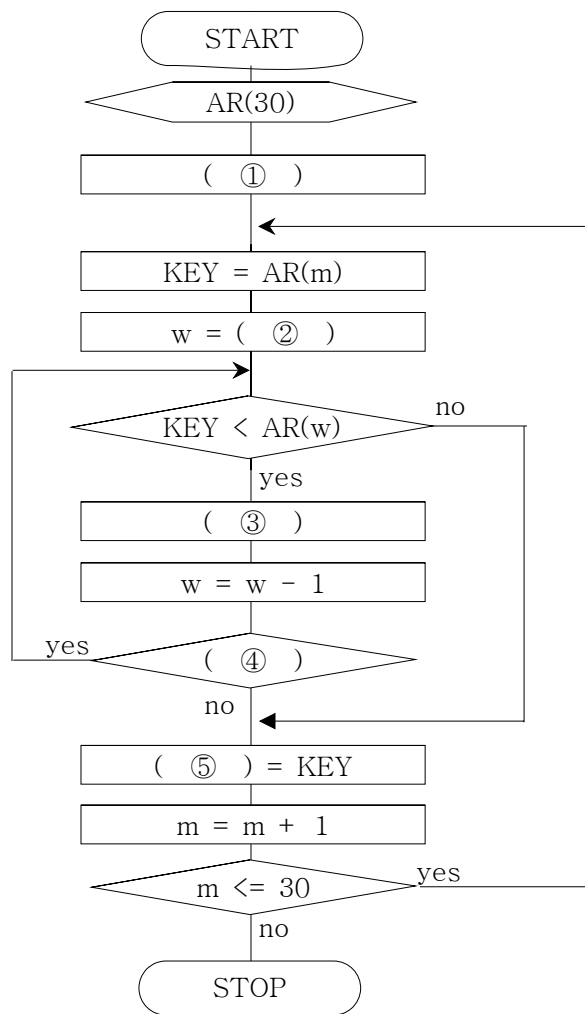 START
AR(30)
( ① )
KEY = AR(m)
w = ( ② )
KEY < AR(w)
no
yes
( ③ )
w = w - 1
yes
( ④ )
no
( ⑤ ) = KEY
m = m + 1
m <= 30
yes
no
STOP